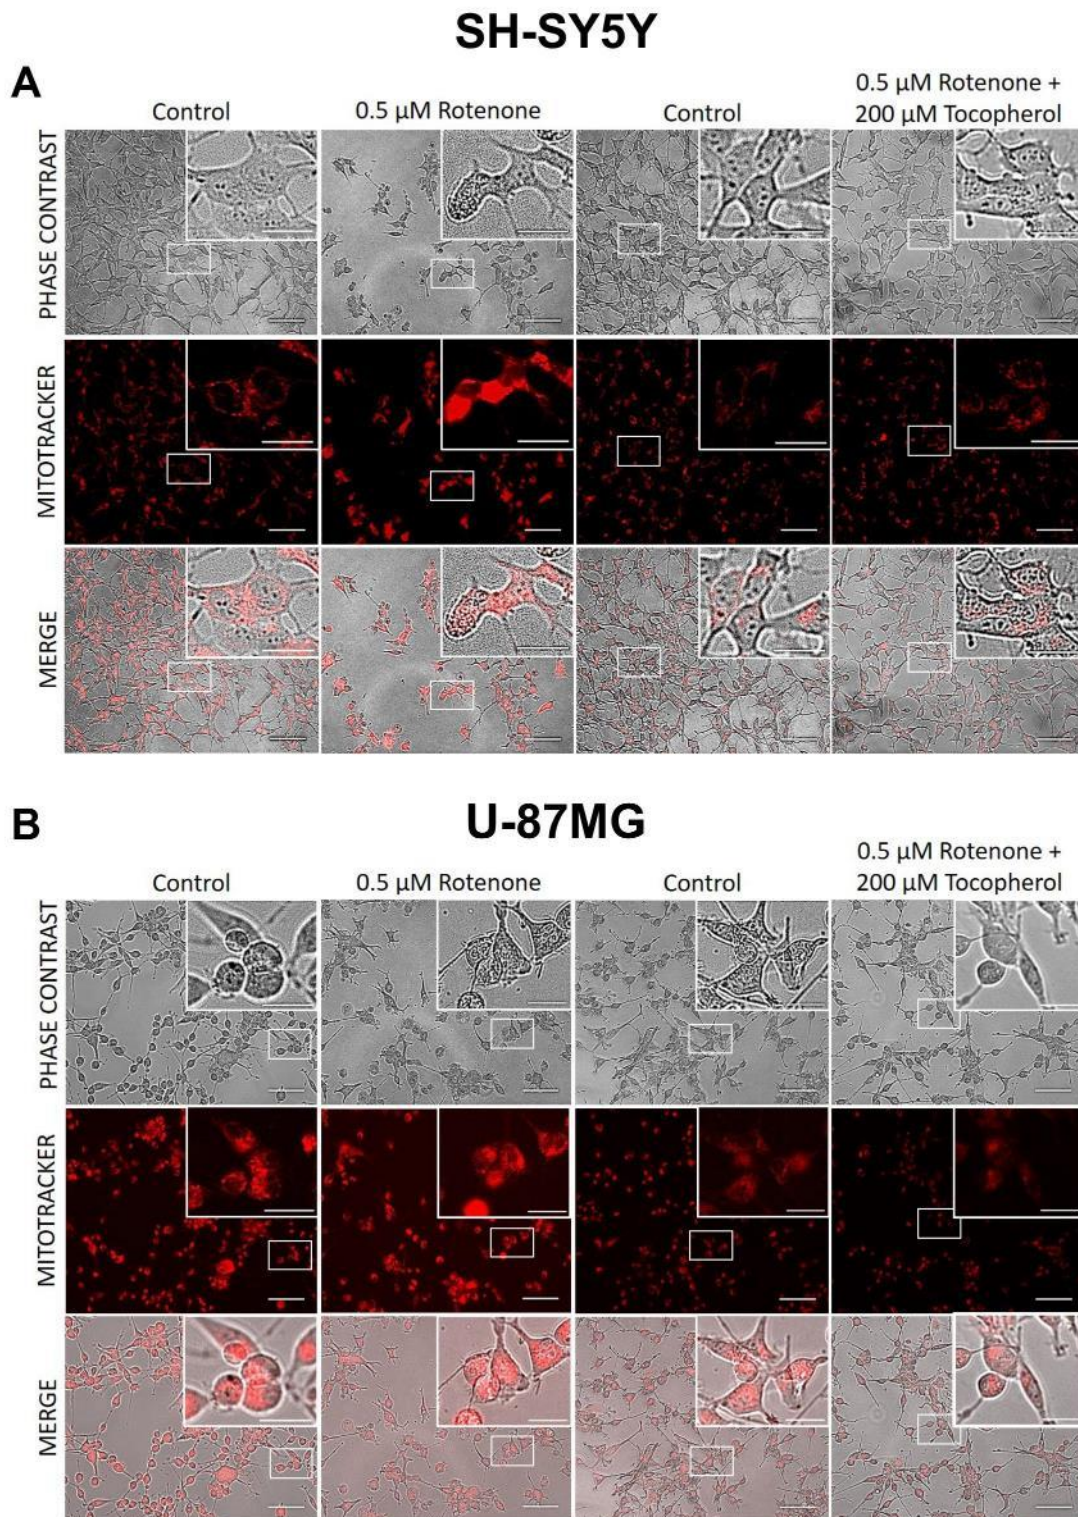 SH-SY5Y
A
Control
0.5 µM Rotenone
Control
0.5 µM Rotenone +
200 µM Tocopherol
PHASE CONTRAST
MITOTRACKER
MERGE
B
U-87MG
Control
0.5 µM Rotenone
Control
0.5 µM Rotenone +
200 µM Tocopherol
PHASE CONTRAST
MITOTRACKER
MERGE